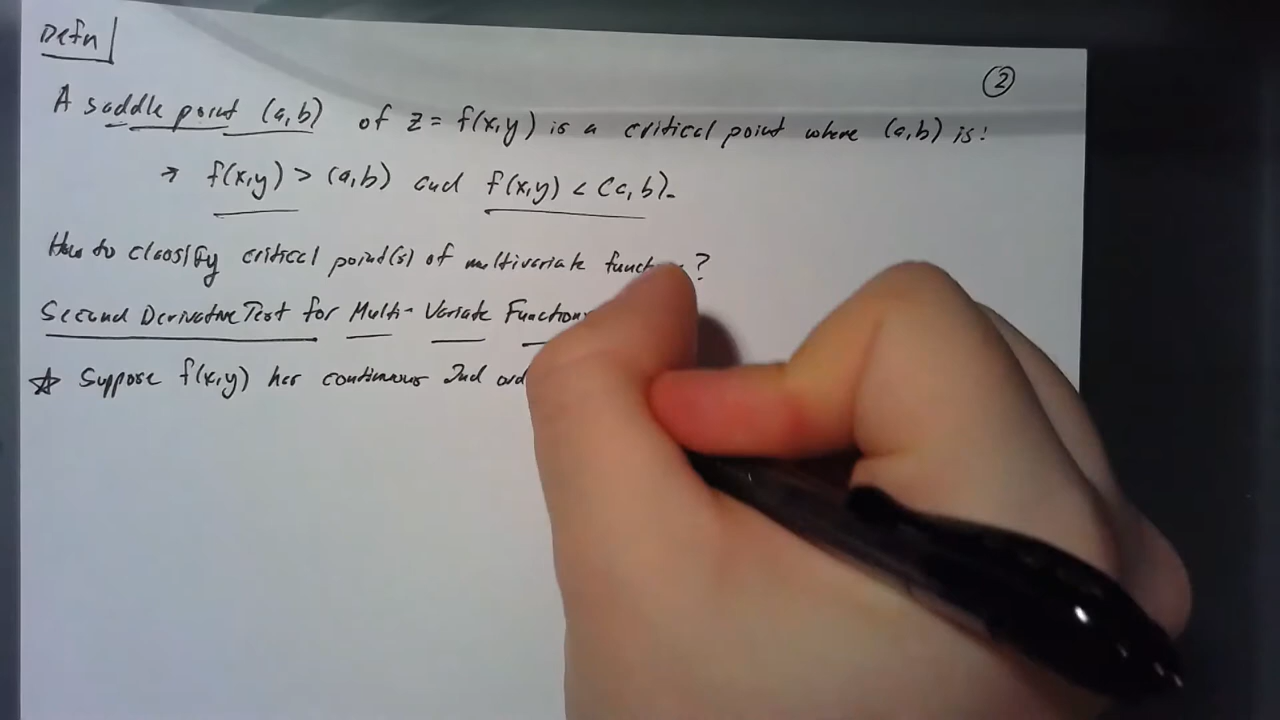 Defn
②
A saddle point (a,b) of z = f(x,y) is a critical point where (a,b) is:
→ f(x,y) > (a,b) and f(x,y) < (a,b).
How to classify critical point(s) of multivariate ?
Second Derivative Test for Multi-Variate Function
☆ Suppose f(x,y) has continuous 2nd